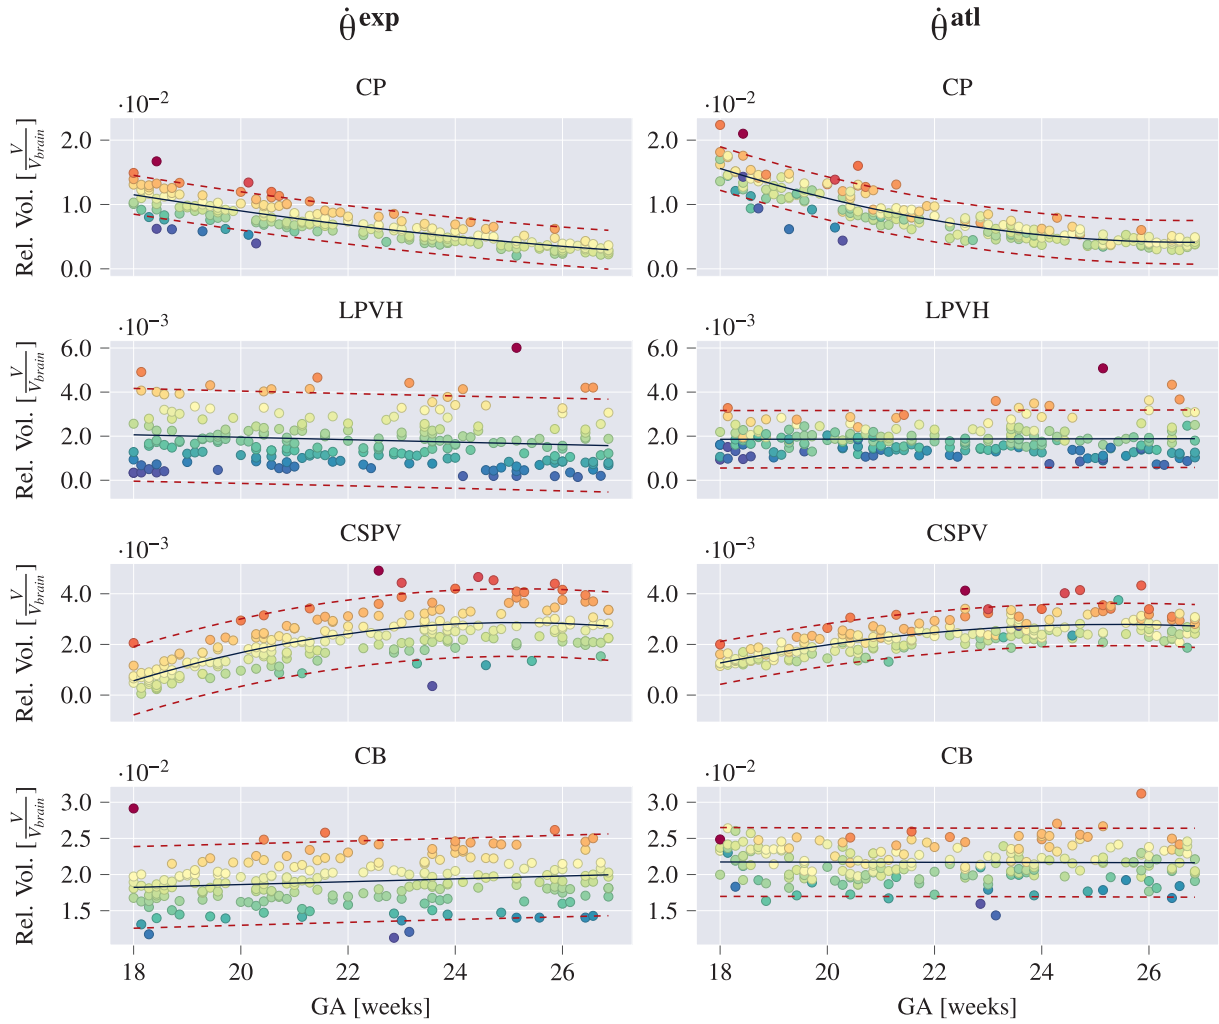 θ̇exp θ̇atl
CP CP
·10−2 ·10−2
Rel. Vol. [V/Vbrain]
2.0 2.0
1.0 1.0
0.0 0.0
LPVH LPVH
·10−3 ·10−3
Rel. Vol. [V/Vbrain]
6.0 6.0
4.0 4.0
2.0 2.0
0.0 0.0
CSPV CSPV
·10−3 ·10−3
Rel. Vol. [V/Vbrain]
4.0 4.0
2.0 2.0
0.0 0.0
CB CB
·10−2 ·10−2
Rel. Vol. [V/Vbrain]
3.0 3.0
2.5 2.5
2.0 2.0
1.5 1.5
18 20 22 24 26 18 20 22 24 26
GA [weeks] GA [weeks]